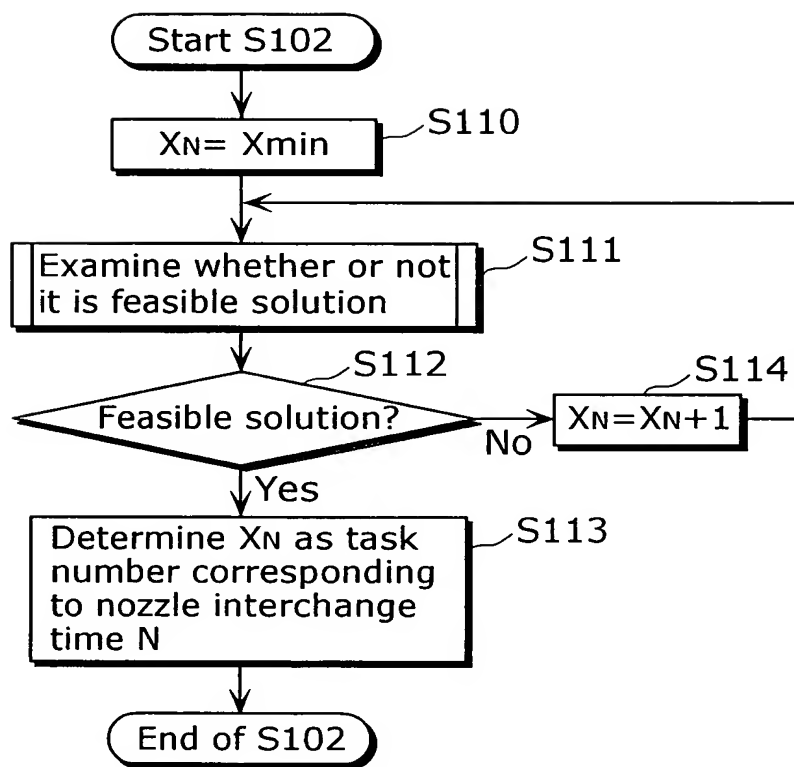 Start S102
S110
XN= Xmin
Examine whether or not
it is feasible solution
S111
S112
Feasible solution?
No
S114
XN=XN+1
Yes
Determine XN as task
number corresponding
to nozzle interchange
time N
S113
End of S102